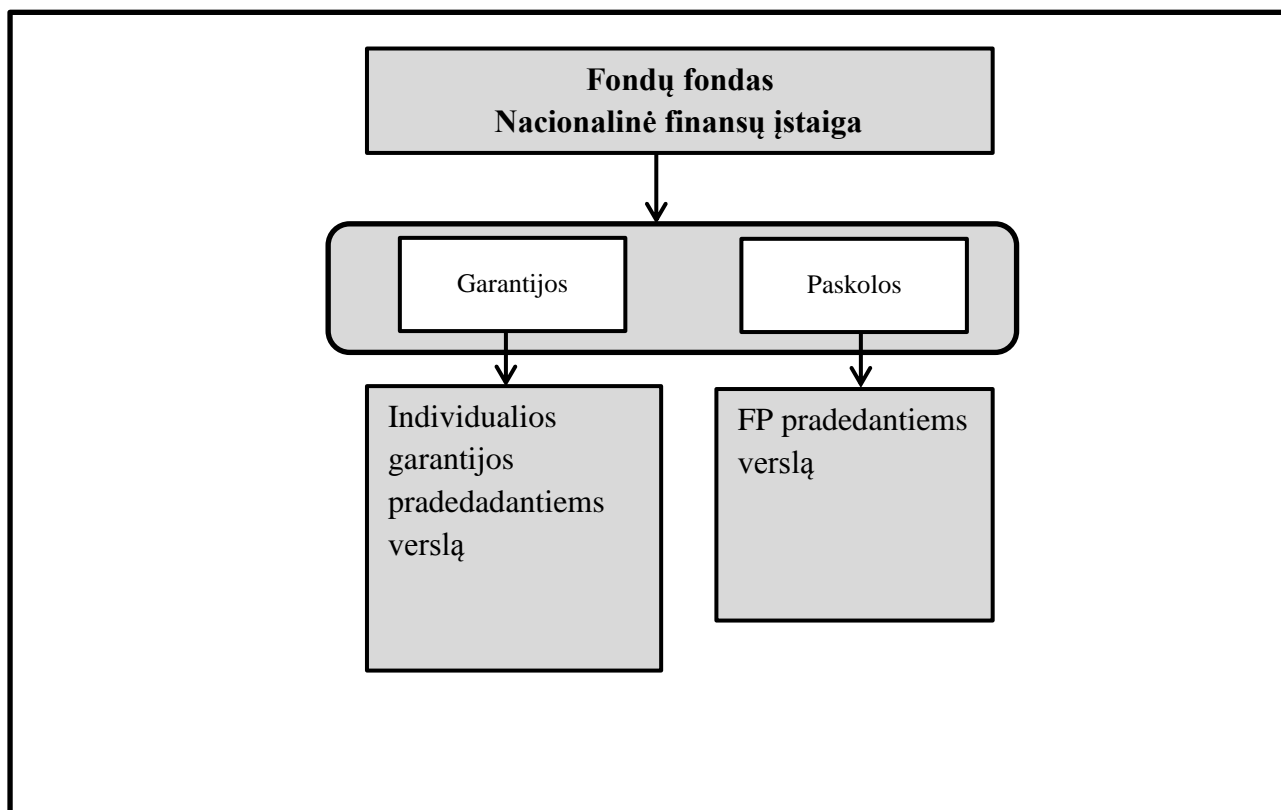 Fondų fondas
Nacionalinė finansų įstaiga
Garantijos
Paskolos
Individualios
garantijos
pradedadantiems
verslą
FP pradedantiems
verslą